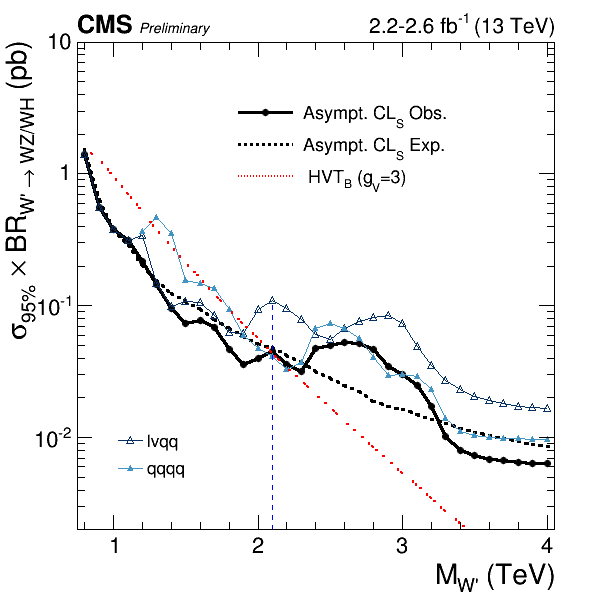 CMS Preliminary 2.2-2.6 fb⁻¹ (13 TeV)
σ95% × BRW' → WZ/WH (pb)
10
1
10⁻¹
10⁻²
Asympt. CLS Obs.
Asympt. CLS Exp.
HVTB (gV=3)
lνqq
qqqq
1 2 3 4
MW' (TeV)